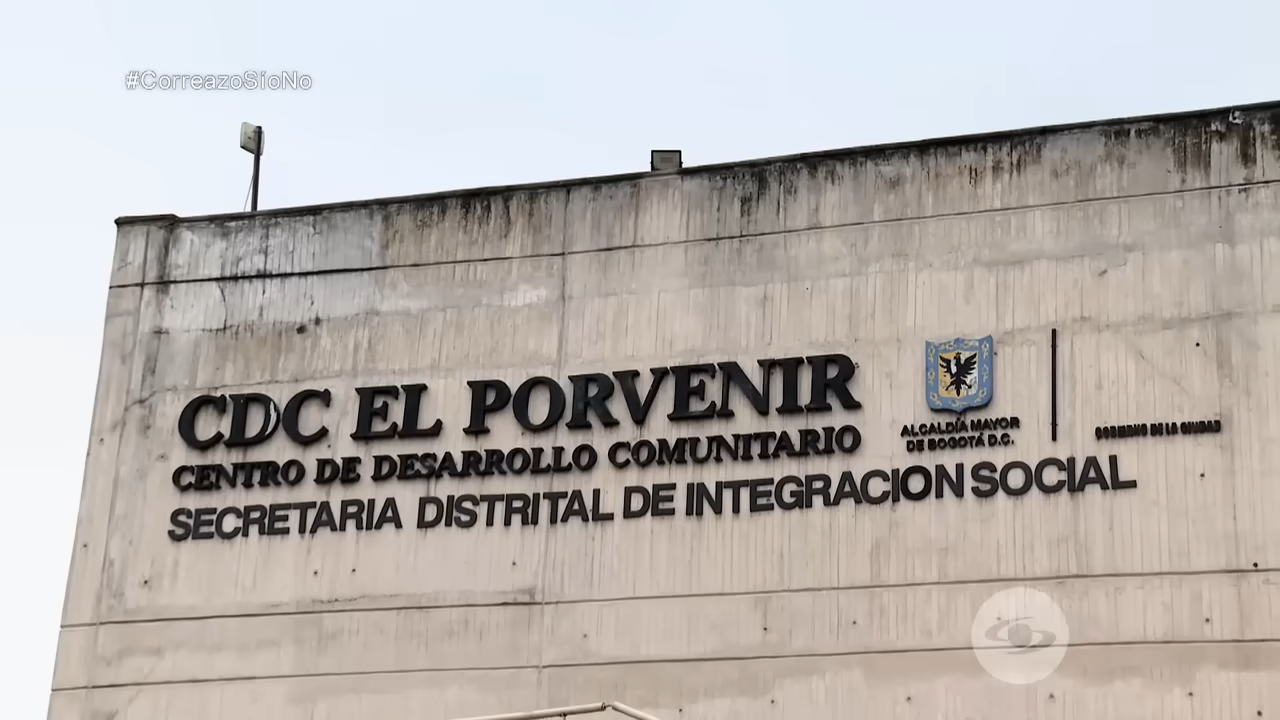 #CorreazoSíoNo
CDC EL PORVENIR
CENTRO DE DESARROLLO COMUNITARIO
SECRETARIA DISTRITAL DE INTEGRACION SOCIAL
ALCALDÍA MAYOR
DE BOGOTÁ D.C.
GOBIERNO DE LA CIUDAD